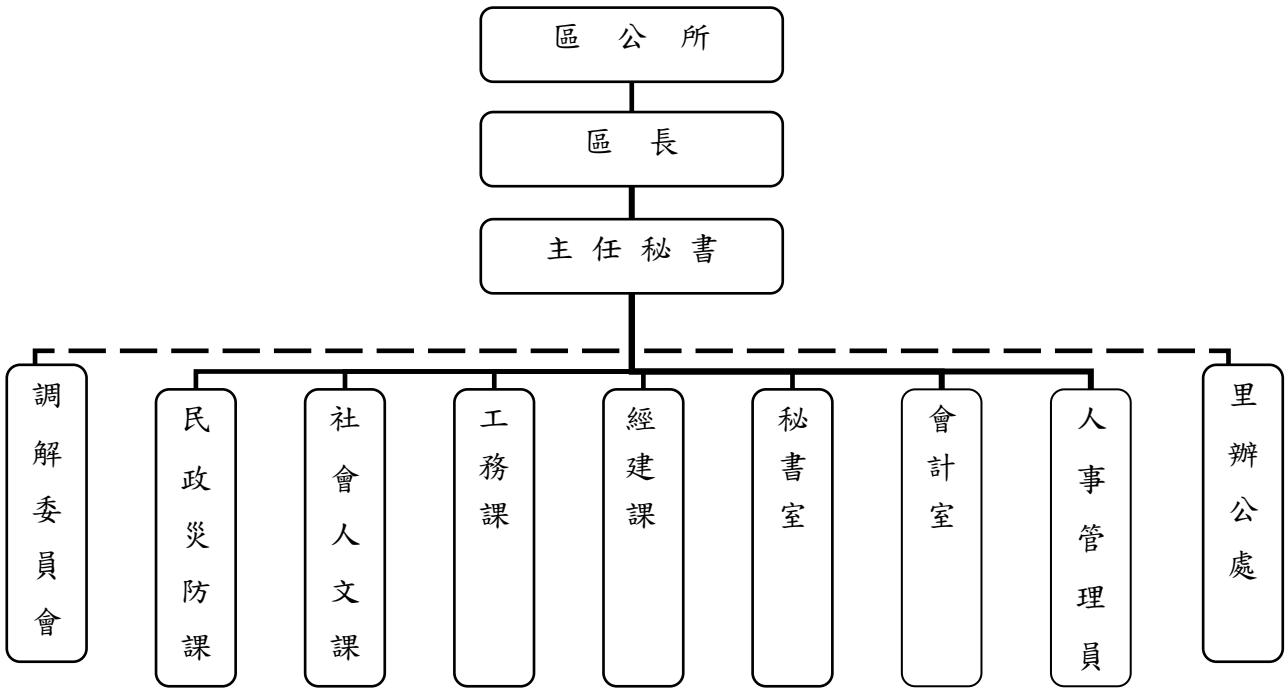 區公所
區長
主任秘書
調解委員會
民政災防課
社會人文課
工務課
經建課
秘書室
會計室
人事管理員
里辦公處